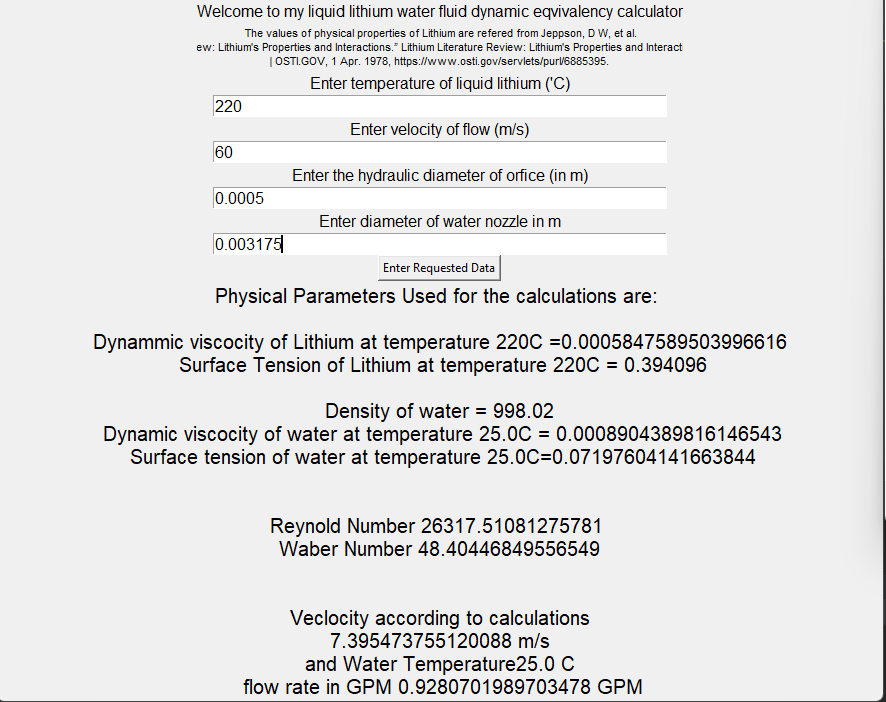 Welcome to my liquid lithium water fluid dynamic eqvivalency calculator
The values of physical properties of Lithium are refered from Jeppson, D W, et al.
ew: Lithium's Properties and Interactions." Lithium Literature Review: Lithium's Properties and Interact
| OSTI.GOV, 1 Apr. 1978, https://www.osti.gov/servlets/purl/6885395.
Enter temperature of liquid lithium ('C)
220
Enter velocity of flow (m/s)
60
Enter the hydraulic diameter of orfice (in m)
0.0005
Enter diameter of water nozzle in m
0.003175
Enter Requested Data
Physical Parameters Used for the calculations are:
Dynammic viscocity of Lithium at temperature 220C =0.0005847589503996616
Surface Tension of Lithium at temperature 220C = 0.394096
Density of water = 998.02
Dynamic viscocity of water at temperature 25.0C = 0.0008904389816146543
Surface tension of water at temperature 25.0C=0.07197604141663844
Reynold Number 26317.51081275781
Waber Number 48.40446849556549
Veclocity according to calculations
7.395473755120088 m/s
and Water Temperature25.0 C
flow rate in GPM 0.9280701989703478 GPM